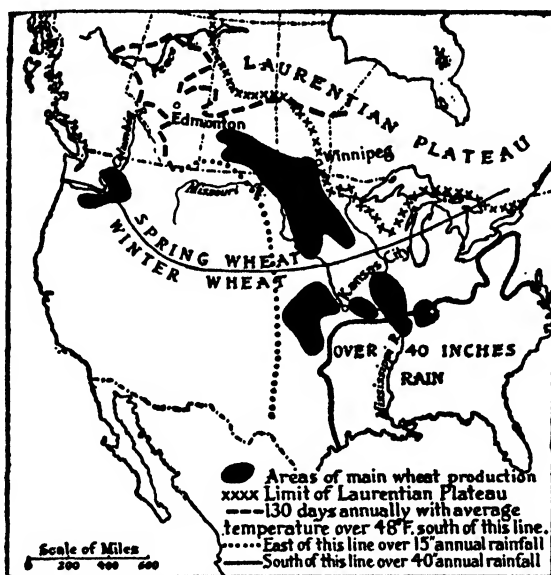 LAURENTIAN PLATEAU
Edmonton
Winnipeg
Columbia
Missouri
SPRING WHEAT
WINTER WHEAT
Kansas City
OVER 40 INCHES
RAIN
Mississippi R.
Areas of main wheat production
xxxx Limit of Laurentian Plateau
130 days annually with average
temperature over 48°F. south of this line.
East of this line over 15" annual rainfall
South of this line over 40" annual rainfall
Scale of Miles
0 200 400 600